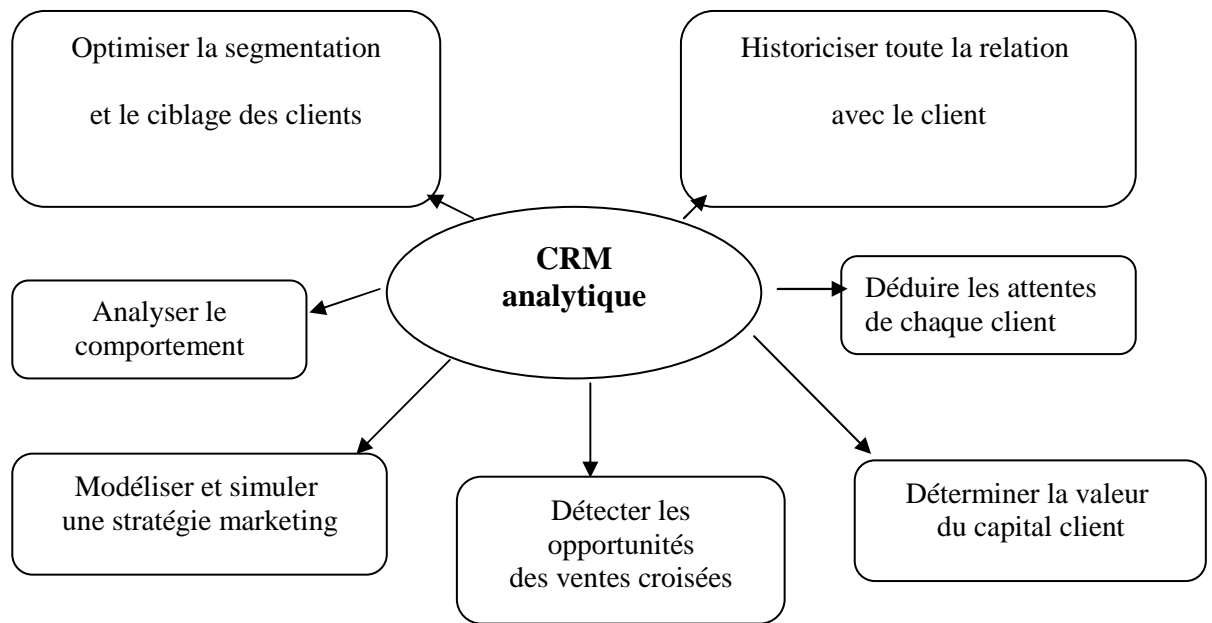 Optimiser la segmentation
et le ciblage des clients
Historiciser toute la relation
avec le client
CRM
analytique
Analyser le
comportement
Déduire les attentes
de chaque client
Modéliser et simuler
une stratégie marketing
Détecter les
opportunités
des ventes croisées
Déterminer la valeur
du capital client